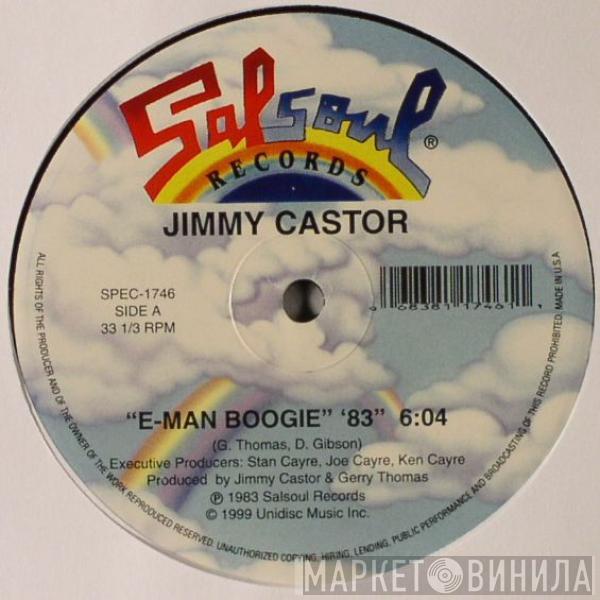 Salsoul ®
RECORDS
JIMMY CASTOR
SPEC-1746
SIDE A
33 1/3 RPM
"E-MAN BOOGIE" '83" 6:04
(G. Thomas, D. Gibson)
Executive Producers: Stan Cayre, Joe Cayre, Ken Cayre
Produced by Jimmy Castor & Gerry Thomas
℗ 1983 Salsoul Records
© 1999 Unidisc Music Inc.
ALL RIGHTS OF THE PRODUCER AND OF THE OWNER OF THE WORK REPRODUCED RESERVED. UNAUTHORIZED COPYING, HIRING, LENDING, PUBLIC PERFORMANCE AND BROADCASTING OF THIS RECORD PROHIBITED. MADE IN U.S.A
МАРКЕТ ВИНИЛА